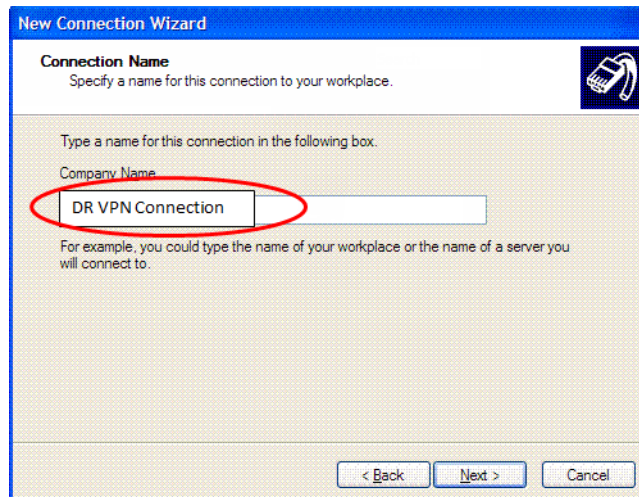 New Connection Wizard
Connection Name
Specify a name for this connection to your workplace.
Type a name for this connection in the following box.
Company Name
DR VPN Connection
For example, you could type the name of your workplace or the name of a server you
will connect to.
< Back Next > Cancel